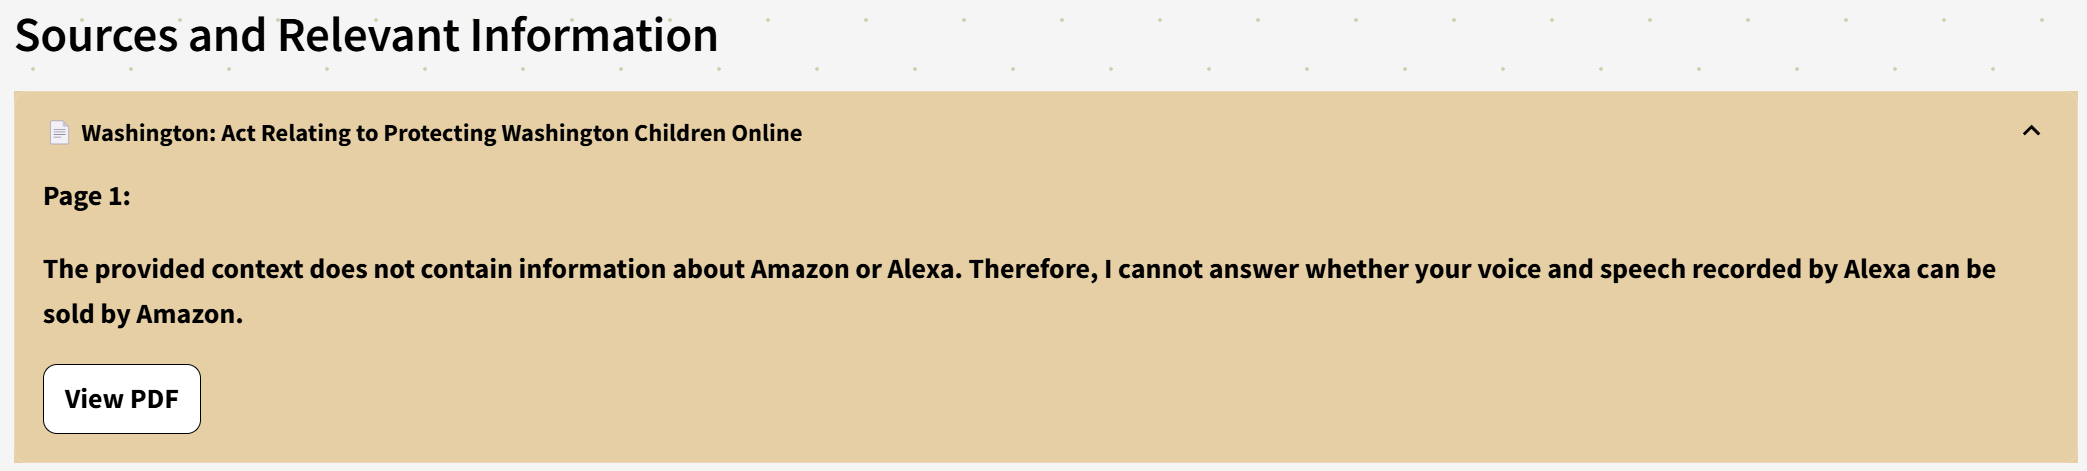 Sources and Relevant Information
Washington: Act Relating to Protecting Washington Children Online
Page 1:
The provided context does not contain information about Amazon or Alexa. Therefore, I cannot answer whether your voice and speech recorded by Alexa can be
sold by Amazon.
View PDF